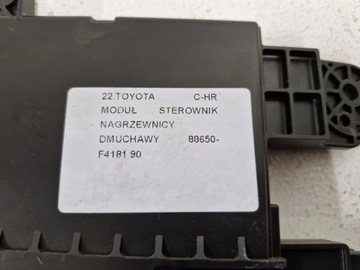 22.TOYOTA C-HR
MODUŁ STEROWNIK
NAGRZEWNICY
DMUCHAWY 88650-
F4181 90